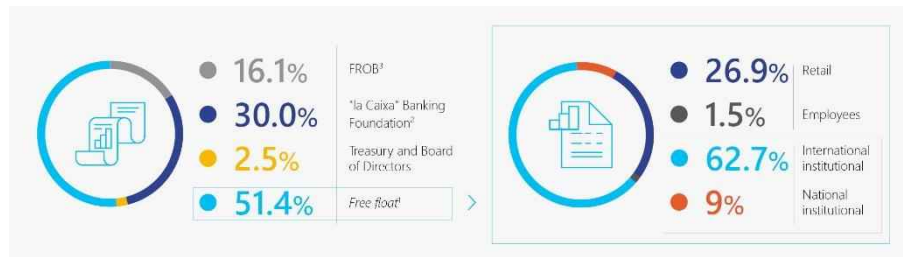 16.1% FROB³
30.0% "la Caixa" Banking
Foundation²
2.5% Treasury and Board
of Directors
51.4% Free float¹
26.9% Retail
1.5% Employees
62.7% International
institutional
9% National
institutional